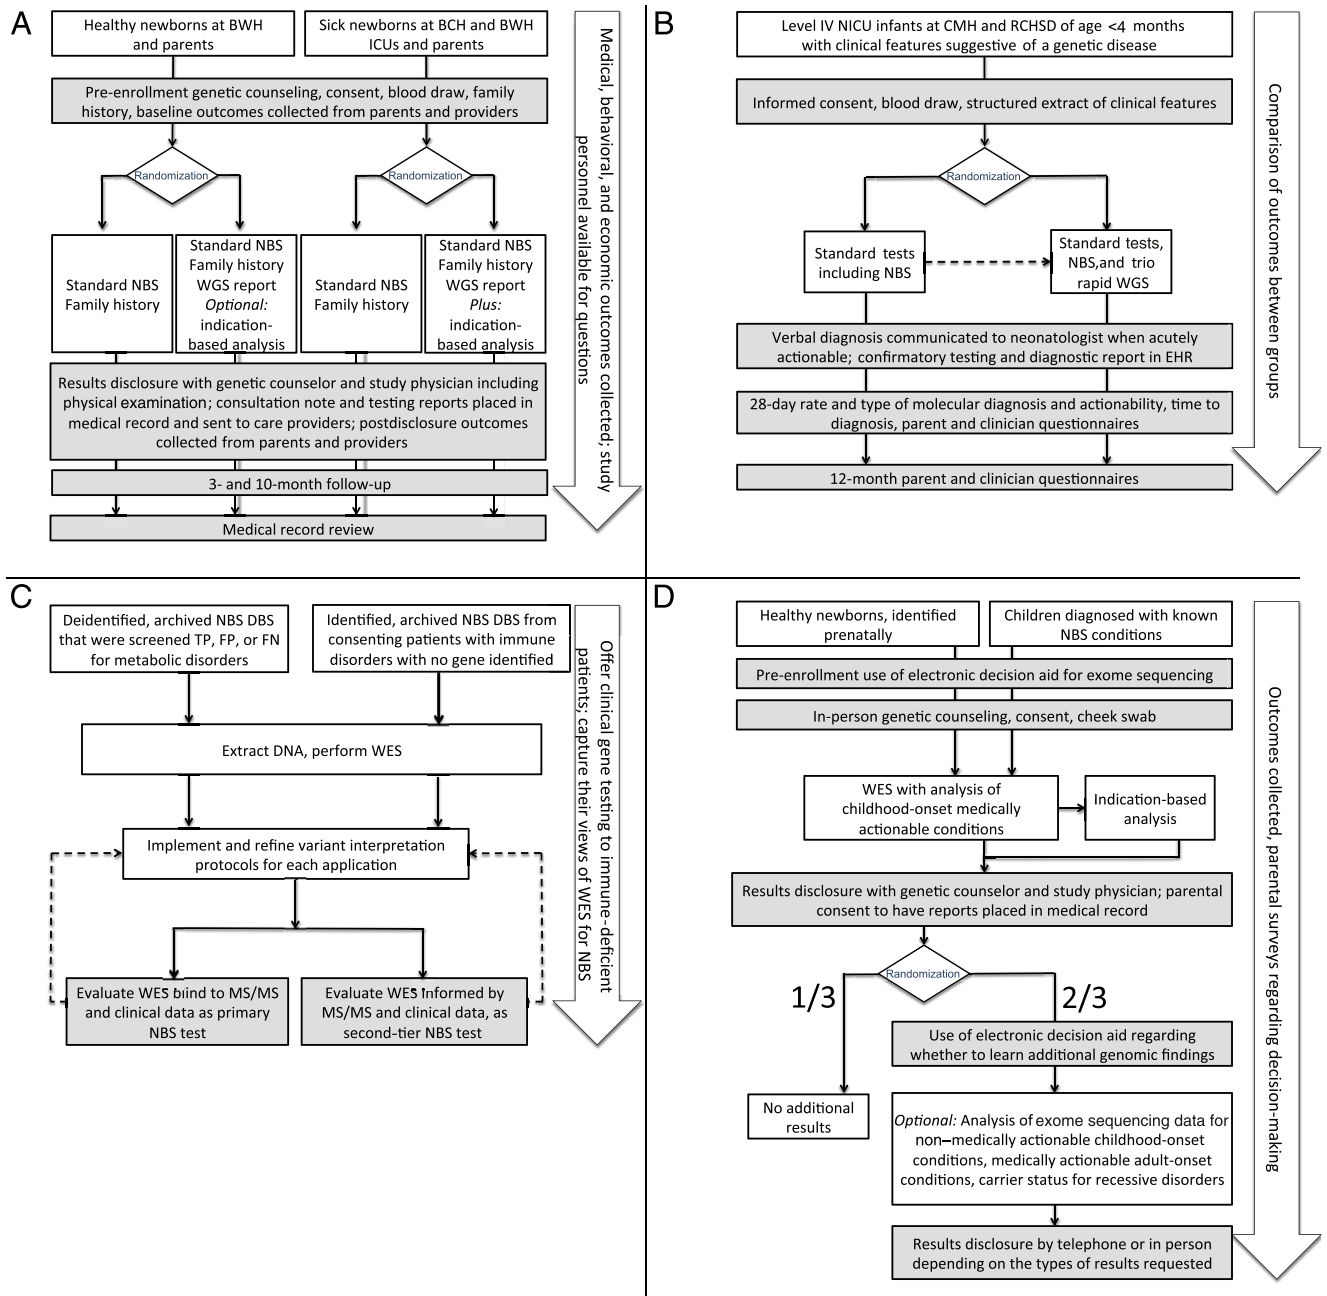 A
Healthy newborns at BWH
and parents
Sick newborns at BCH and BWH
ICUs and parents
Pre-enrollment genetic counseling, consent, blood draw, family
history, baseline outcomes collected from parents and providers
Randomization
Randomization
Standard NBS
Family history
Standard NBS
Family history
WGS report
Optional:
indication-
based analysis
Standard NBS
Family history
Standard NBS
Family history
WGS report
Plus:
indication-
based analysis
Results disclosure with genetic counselor and study physician including
physical examination; consultation note and testing reports placed in
medical record and sent to care providers; postdisclosure outcomes
collected from parents and providers
3- and 10-month follow-up
Medical record review
Medical, behavioral, and economic outcomes collected; study
personnel available for questions
B
Level IV NICU infants at CMH and RCHSD of age <4 months
with clinical features suggestive of a genetic disease
Informed consent, blood draw, structured extract of clinical features
Randomization
Standard tests
including NBS
Standard tests,
NBS,and trio
rapid WGS
Verbal diagnosis communicated to neonatologist when acutely
actionable; confirmatory testing and diagnostic report in EHR
28-day rate and type of molecular diagnosis and actionability, time to
diagnosis, parent and clinician questionnaires
12-month parent and clinician questionnaires
Comparison of outcomes between groups
C
Deidentified, archived NBS DBS
that were screened TP, FP, or FN
for metabolic disorders
Identified, archived NBS DBS from
consenting patients with immune
disorders with no gene identified
Extract DNA, perform WES
Implement and refine variant interpretation
protocols for each application
Evaluate WES blind to MS/MS
and clinical data as primary
NBS test
Evaluate WES informed by
MS/MS and clinical data, as
second-tier NBS test
Offer clinical gene testing to immune-deficient
patients; capture their views of WES for NBS
D
Healthy newborns, identified
prenatally
Children diagnosed with known
NBS conditions
Pre-enrollment use of electronic decision aid for exome sequencing
In-person genetic counseling, consent, cheek swab
WES with analysis of
childhood-onset medically
actionable conditions
Indication-based
analysis
Results disclosure with genetic counselor and study physician; parental
consent to have reports placed in medical record
Randomization
1/3
2/3
Use of electronic decision aid regarding
whether to learn additional genomic findings
No additional
results
Optional: Analysis of exome sequencing data for
non–medically actionable childhood-onset
conditions, medically actionable adult-onset
conditions, carrier status for recessive disorders
Results disclosure by telephone or in person
depending on the types of results requested
Outcomes collected, parental surveys regarding decision-making